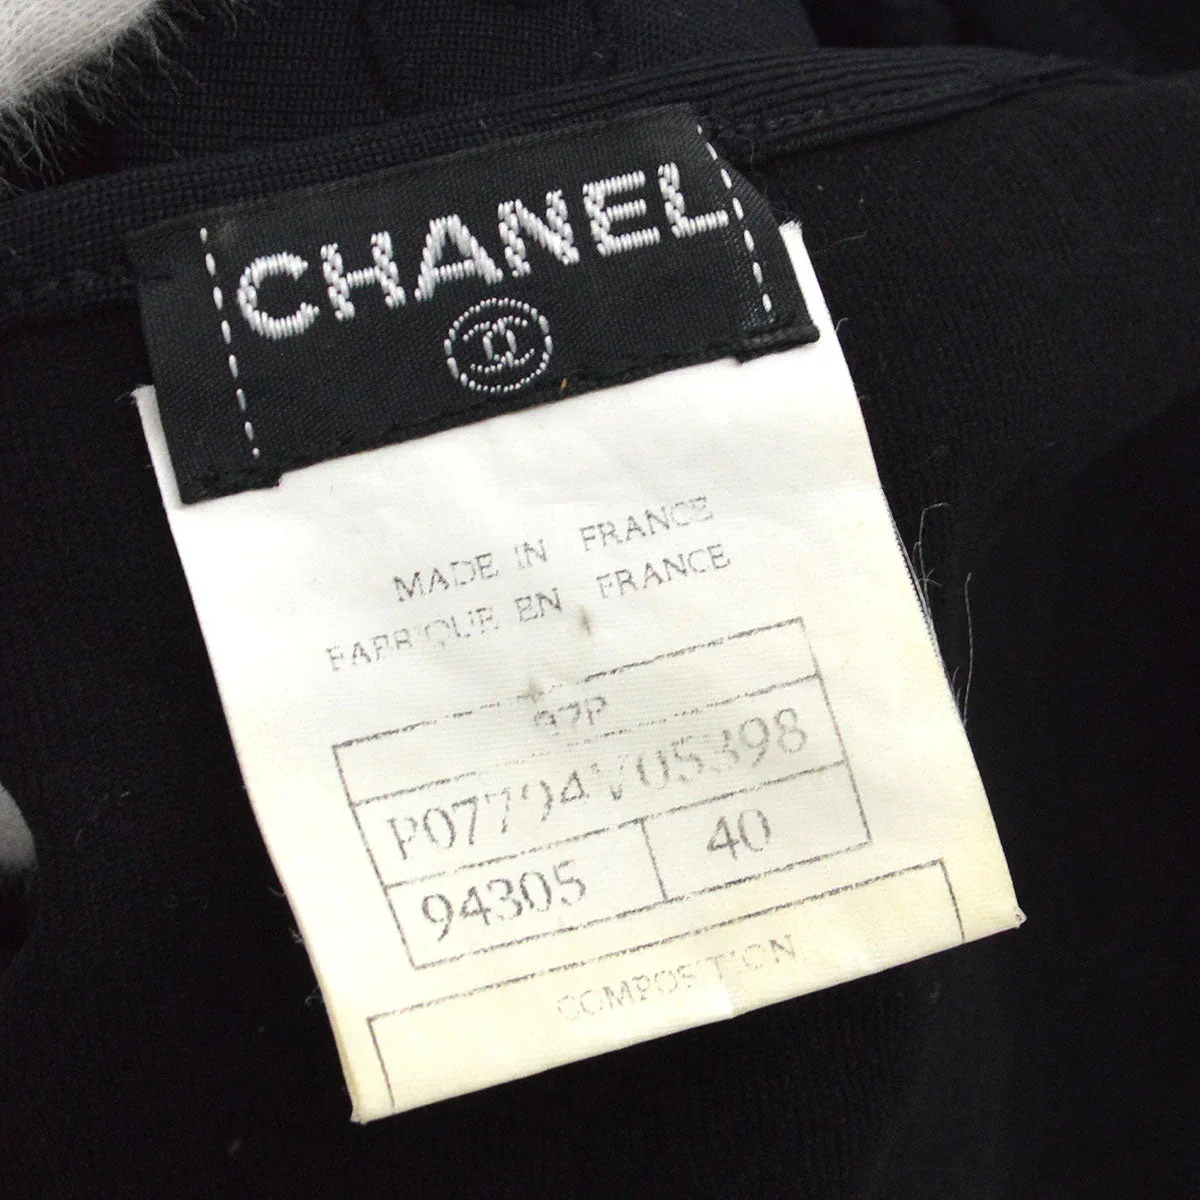 CHANEL
MADE IN FRANCE
FABRIQUE EN FRANCE
97P
P07794V05398
94305 40
COMPOSITION